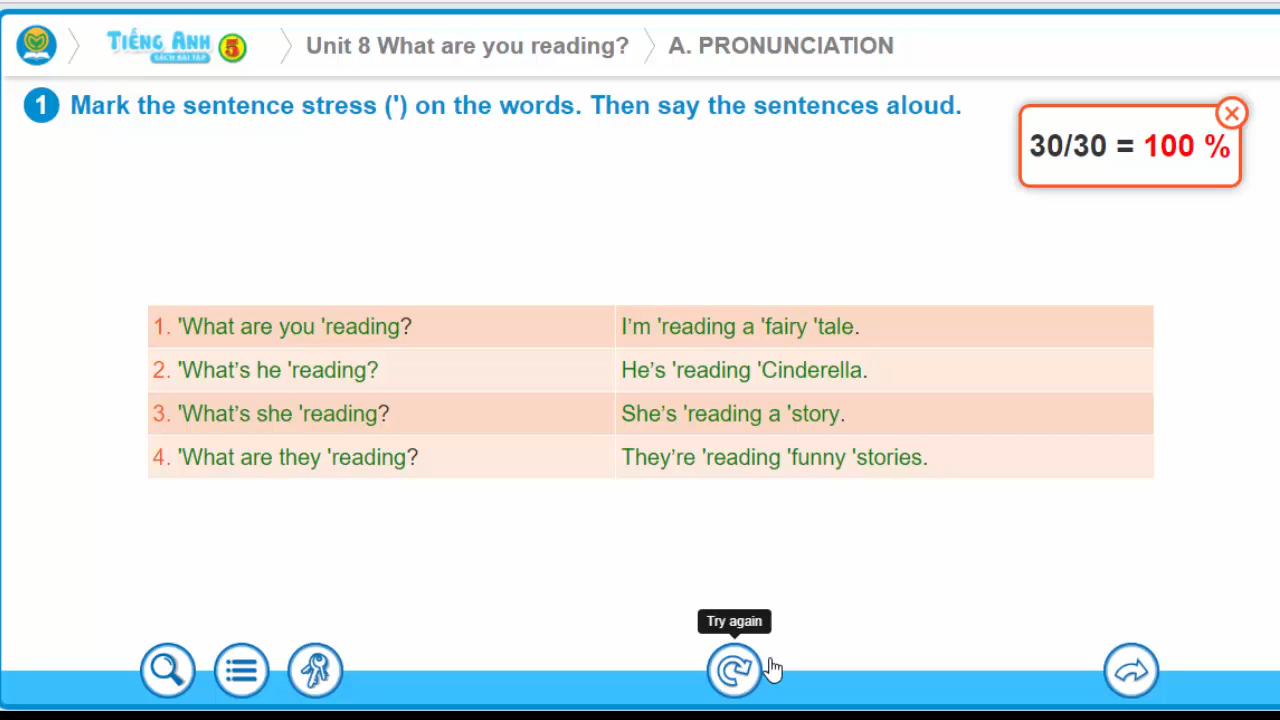 TIẾNG ANH 5
SÁCH BÀI TẬP
Unit 8 What are you reading?
A. PRONUNCIATION
1 Mark the sentence stress (') on the words. Then say the sentences aloud.
30/30 = 100 %
1. 'What are you 'reading? I’m 'reading a 'fairy 'tale.
2. 'What’s he 'reading? He’s 'reading 'Cinderella.
3. 'What’s she 'reading? She’s 'reading a 'story.
4. 'What are they 'reading? They’re 'reading 'funny 'stories.
Try again